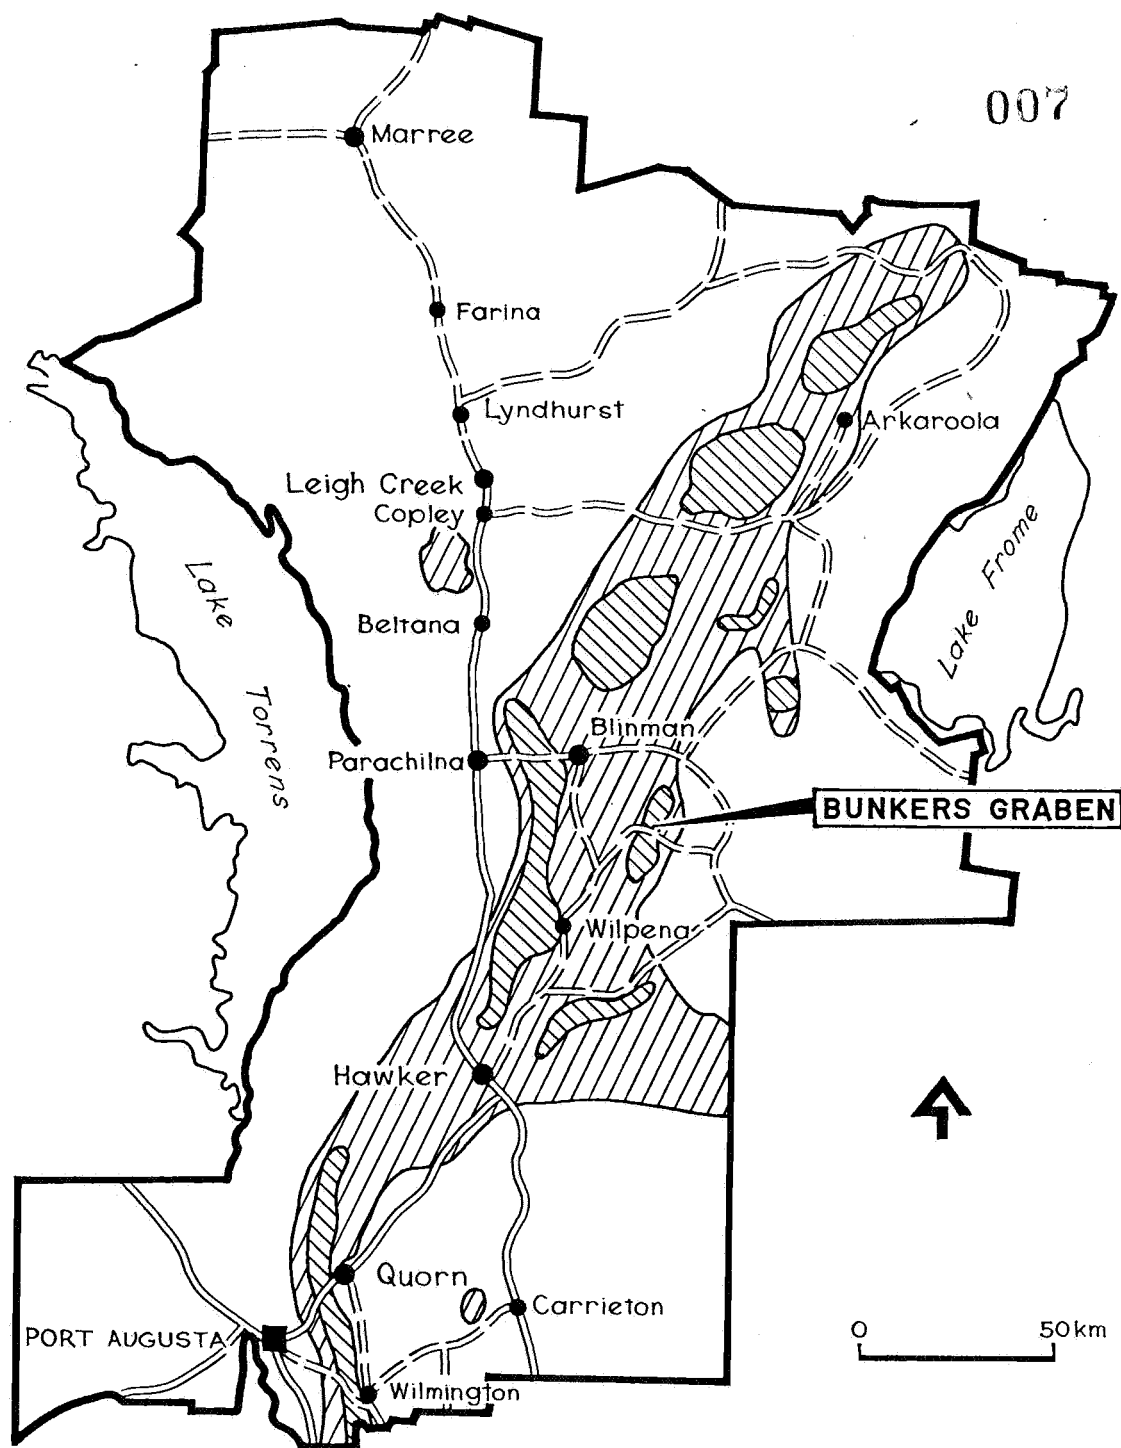 007
Marree
Farina
Lyndhurst
Arkaroola
Leigh Creek
Copley
Lake Frome
Lake Torrens
Beltana
Blinman
Parachilna
BUNKERS GRABEN
Wilpena
Hawker
Quorn
Carrieton
PORT AUGUSTA
0 50km
Wilmington